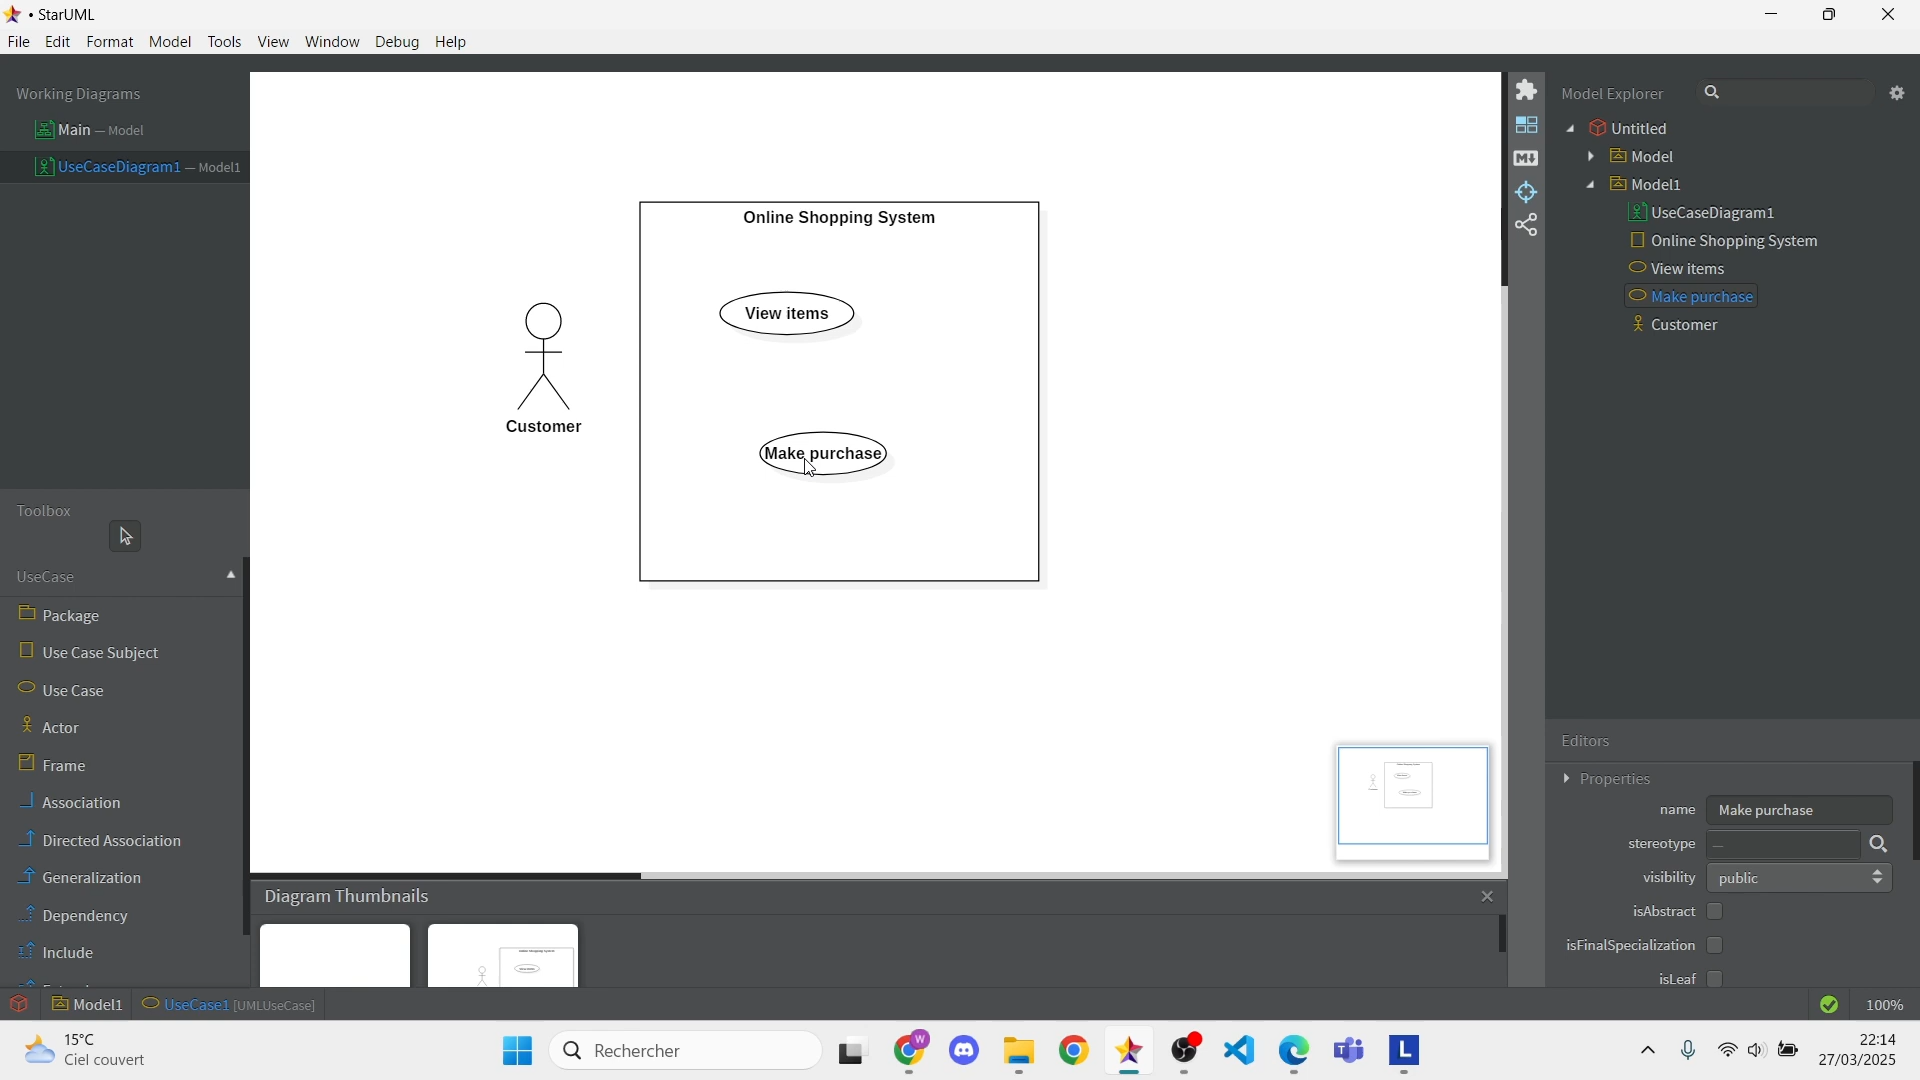 • StarUML
File Edit Format Model Tools View Window Debug Help
Working Diagrams
Main — Model
UseCaseDiagram1 — Model1
Toolbox
UseCase
Package
Use Case Subject
Use Case
Actor
Frame
Association
Directed Association
Generalization
Dependency
Include
Online Shopping System
View items
Make purchase
Customer
Diagram Thumbnails
Model Explorer
Untitled
Model
Model1
UseCaseDiagram1
Online Shopping System
View items
Make purchase
Customer
Editors
Properties
name Make purchase
stereotype —
visibility public
isAbstract
isFinalSpecialization
isLeaf
Model1 UseCase1 [UMLUseCase]
100%
15°C
Ciel couvert
Rechercher
W
L
22:14
27/03/2025